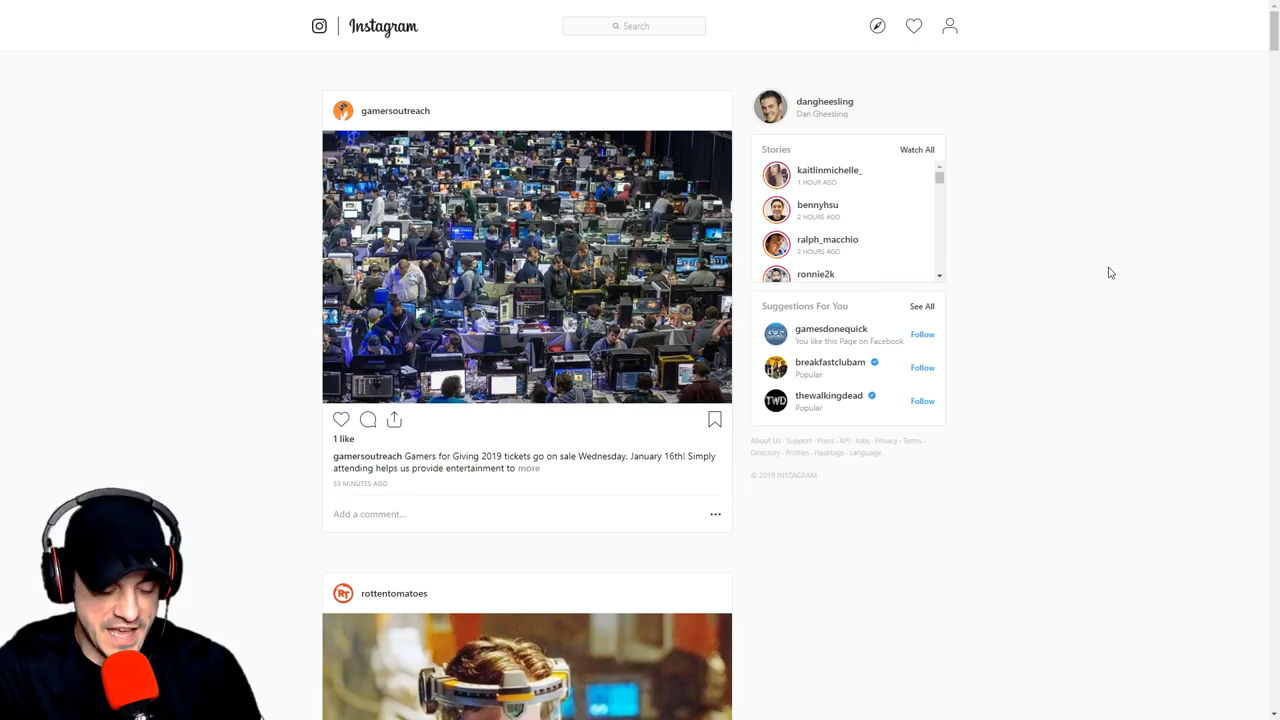 Instagram
Search
gamersoutreach
dangheesling
Dan Gheesling
Stories
Watch All
kaitlinmichelle_
1 HOUR AGO
bennyhsu
2 HOURS AGO
ralph_macchio
2 HOURS AGO
ronnie2k
Suggestions For You
See All
gamesdonequick
You like this Page on Facebook
Follow
breakfastclubam
Popular
Follow
TWD
thewalkingdead
Popular
Follow
About Us · Support · Press · API · Jobs · Privacy · Terms ·
Directory · Profiles · Hashtags · Language
© 2019 INSTAGRAM
1 like
gamersoutreach Gamers for Giving 2019 tickets go on sale Wednesday, January 16th! Simply
attending helps us provide entertainment to more
53 MINUTES AGO
Add a comment...
RT
rottentomatoes